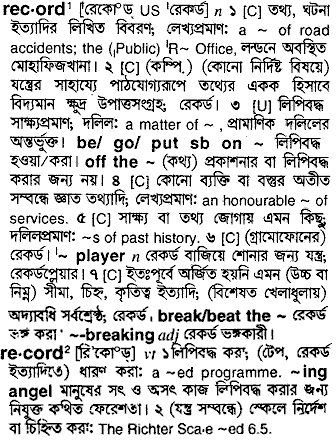 rec·ord¹ [রেকো°ড্ US 'রেকর্ড] n ১ [C] তথ্য, ঘটনা
ইত্যাদির লিখিত বিবরণ; লেখ্যপ্রমাণ: a ~ of road
accidents; the (ˌPublic) 'R~ Office, লন্ডনে অবস্থিত
মোহাফিজখানা। ২ [C] (কম্পি.) (কোনো নির্দিষ্ট বিষয়ে)
যন্ত্রের সাহায্যে পাঠযোগ্যরূপে তথ্যের একক হিসাবে
বিদ্যমান ক্ষুদ্র উপাত্তসংগ্রহ; রেকর্ড। ৩ [U] লিপিবদ্ধ
সাক্ষ্যপ্রমাণ; দলিল: a matter of ~, প্রামাণিক দলিলের
অন্তর্ভুক্ত। be/ go/ put sb on ~ লিপিবদ্ধ
হওয়া/করা। off the ~ (কথ্য) প্রকাশনার বা লিপিবদ্ধ
করার জন্য নয়। ৪ [C] কোনো ব্যক্তি বা বস্তুর অতীত
সম্বন্ধে জ্ঞাত তথ্যাদি; লেখ্যপ্রমাণ: an honourable ~ of
services. ৫ [C] সাক্ষ্য বা তথ্য জোগায় এমন কিছু;
দলিলপ্রমাণ: ~s of past history. ৬ [C] (গ্রামোফোনের)
রেকর্ড। '~ player n রেকর্ড বাজিয়ে শোনার জন্য যন্ত্র;
রেকর্ডপ্লেয়ার। ৭ [C] ইতঃপূর্বে অর্জিত হয়নি এমন (উচ্চ বা
নিম্ন) সীমা, চিহ্ন, কৃতিত্ব ইত্যাদি; (বিশেষত খেলাধুলায়)
অদ্যাবধি সর্বশ্রেষ্ঠ; রেকর্ড. break/beat the ~ রেকর্ড
ভঙ্গ করা ~-breaking adj রেকর্ড ভঙ্গকারী।
re·cord² [রি'কো°ড্] vt ১ লিপিবদ্ধ করা; (টেপ, রেকর্ড
ইত্যাদিতে) ধারণ করা: a ~ed programme. ~ing
angel মানুষের সৎ ও অসৎ কাজ লিপিবদ্ধ করার জন্য
নিযুক্ত কথিত ফেরেশতা। ২ (যন্ত্র সম্বন্ধে) স্কেলে নির্দেশ
বা চিহ্নিত করা: The Richter Sca-e ~ed 6.5.